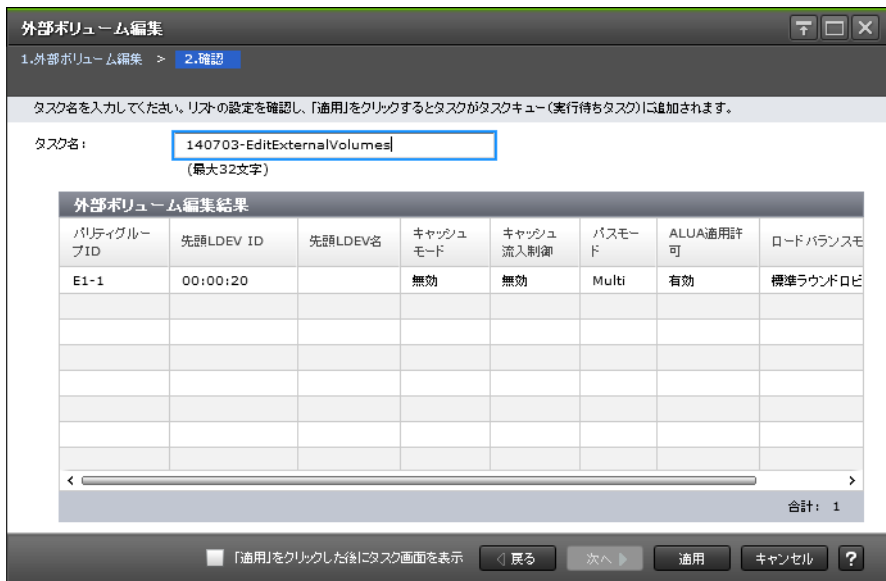 外部ボリューム編集
1.外部ボリューム編集 > 2.確認
タスク名を入力してください。リストの設定を確認し、「適用」をクリックするとタスクがタスクキュー(実行待ちタスク)に追加されます。
タスク名: 140703-EditExternalVolumes
(最大32文字)
外部ボリューム編集結果
パリティグルー 先頭LDEV ID 先頭LDEV名 キャッシュ キャッシュ パスモー ALUA適用許 ロードバランスモ
プID モード 流入制御 ド 可
E1-1 00:00:20 無効 無効 Multi 有効 標準ラウンドロビ
合計: 1
「適用」をクリックした後にタスク画面を表示 戻る 次へ 適用 キャンセル ?